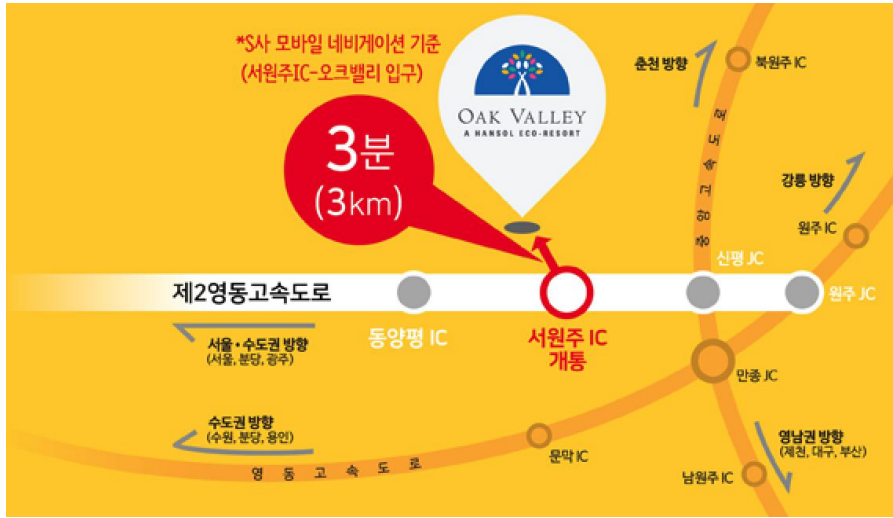 *S사 모바일 네비게이션 기준
(서원주IC-오크밸리 입구)
OAK VALLEY
A HANSOL ECO-RESORT
3분
(3km)
춘천 방향
북원주 IC
중앙고속도로
강릉 방향
원주 IC
신평 JC
제2영동고속도로
원주 JC
동양평 IC
서원주 IC
개통
서울·수도권 방향
(서울, 분당, 광주)
만종 JC
수도권 방향
(수원, 분당, 용인)
영동고속도로
문막 IC
영남권 방향
(제천, 대구, 부산)
남원주 IC